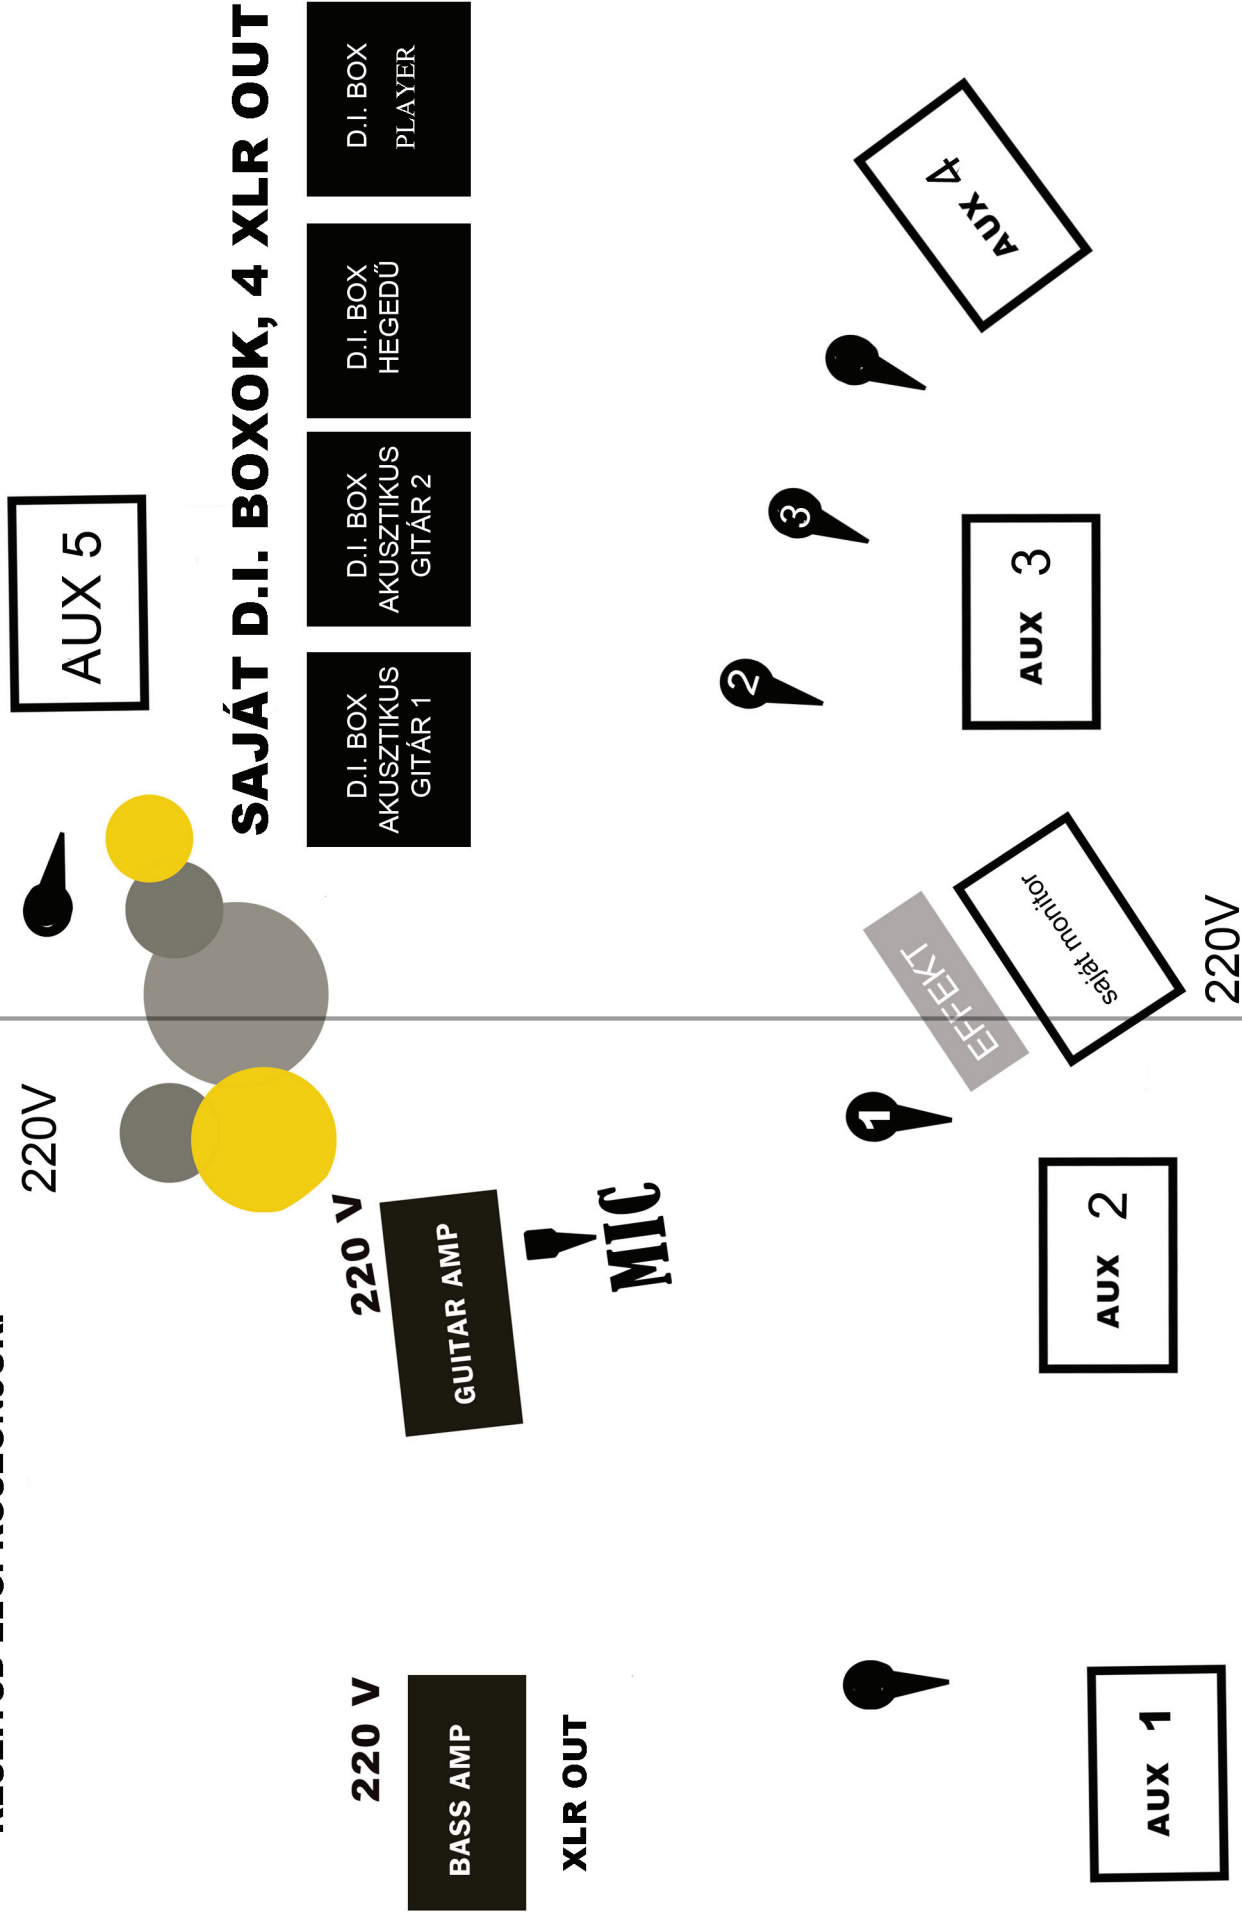 220V
AUX 5
SAJÁT D.I. BOXOK, 4 XLR OUT
D.I. BOX
AKUSZTIKUS
GITÁR 1
D.I. BOX
AKUSZTIKUS
GITÁR 2
D.I. BOX
HEGEDŰ
D.I. BOX
PLAYER
220 V
BASS AMP
XLR OUT
220 V
GUITAR AMP
MIC
1
2
3
EFFEKT
saját monitor
AUX 1
AUX 2
AUX 3
AUX 4
220V